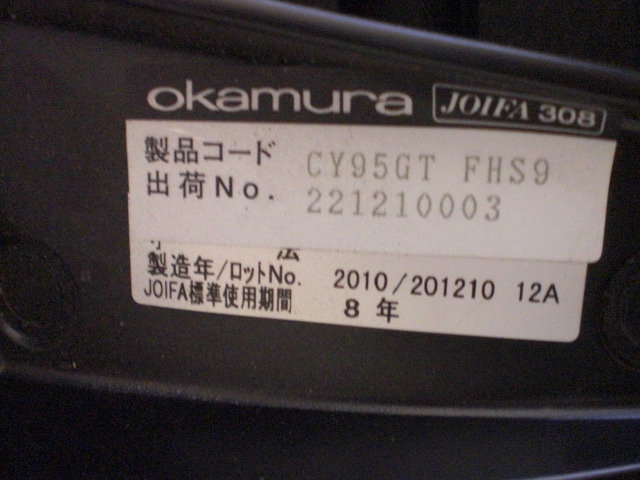 okamura JOIFA 308
製品コード CY95GT FHS9
出荷No. 221210003
寸 法
製造年/ロットNo. 2010/201210 12A
JOIFA標準使用期間 8年